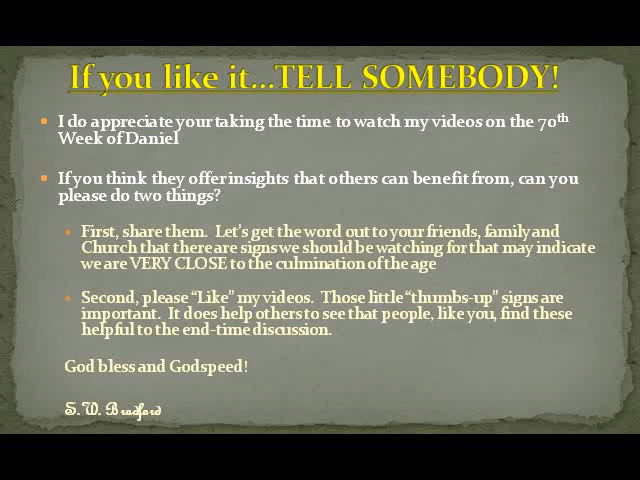 If you like it...TELL SOMEBODY!
• I do appreciate your taking the time to watch my videos on the 70th
Week of Daniel
• If you think they offer insights that others can benefit from, can you
please do two things?
• First, share them. Let's get the word out to your friends, family and
Church that there are signs we should be watching for that may indicate
we are VERY CLOSE to the culmination of the age
• Second, please “Like” my videos. Those little “thumbs-up” signs are
important. It does help others to see that people, like you, find these
helpful to the end-time discussion.
God bless and Godspeed!
S.W. Bradford